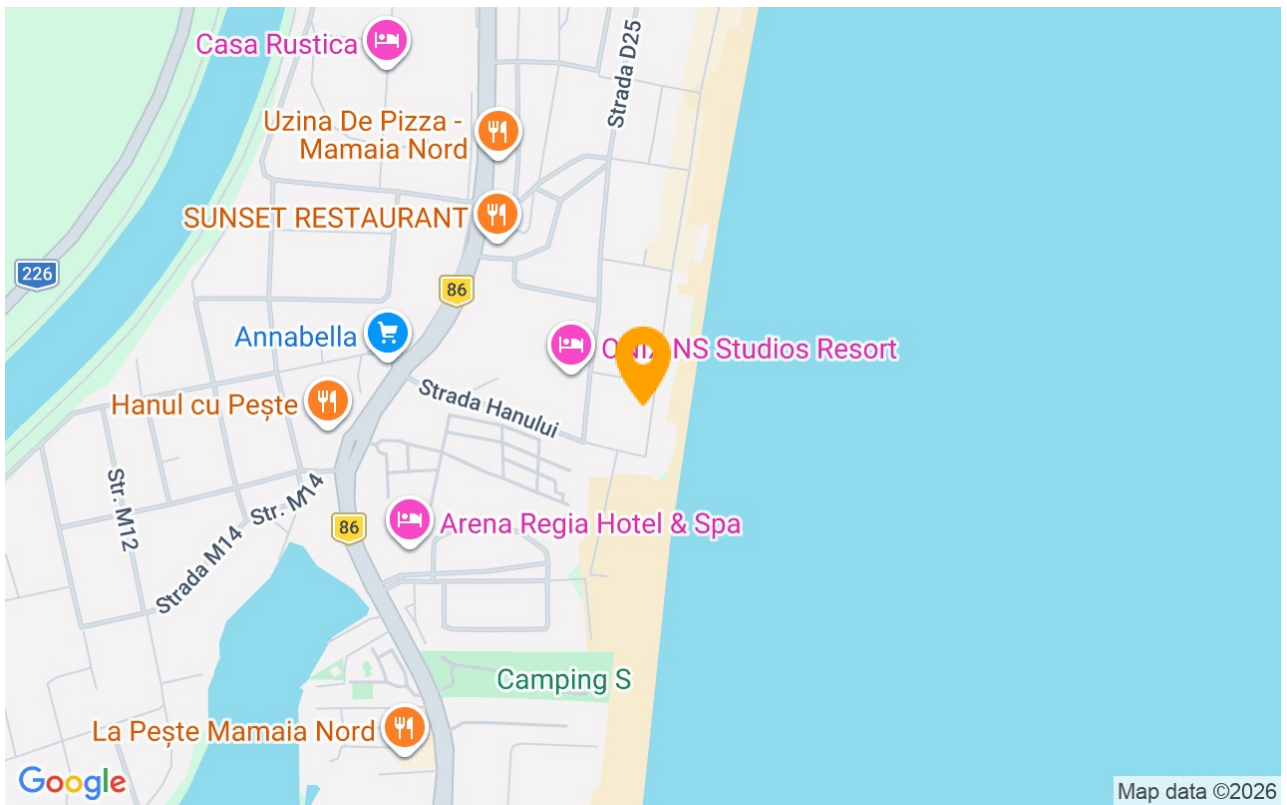 Casa Rustica
Strada D25
Uzina De Pizza -
Mamaia Nord
SUNSET RESTAURANT
226
86
Annabella
NS Studios Resort
Strada Hanului
Hanul cu Pește
Str. M14
Str. M12
86
Arena Regia Hotel & Spa
Strada M14
Camping S
La Pește Mamaia Nord
Google
Map data ©2026